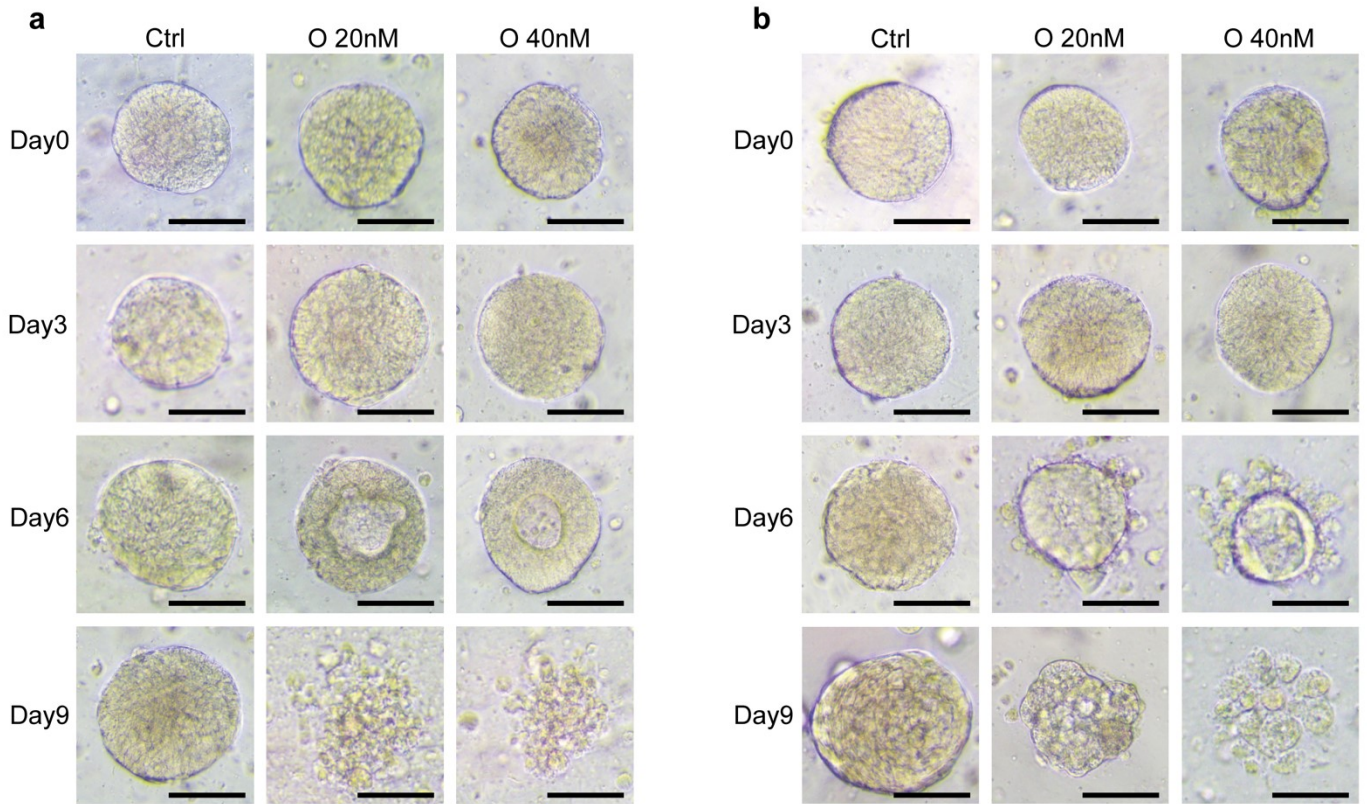 a b
Ctrl O 20nM O 40nM Ctrl O 20nM O 40nM
Day0 Day0
Day3 Day3
Day6 Day6
Day9 Day9